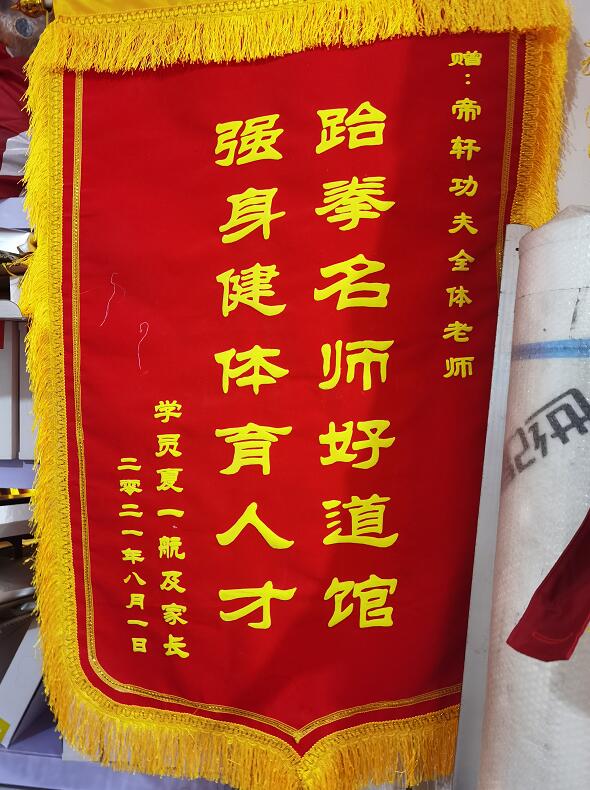 赠：帝轩功夫全体老师
跆拳名师好道馆
强身健体育人才
学员夏一航及家长
二零二一年八月一日